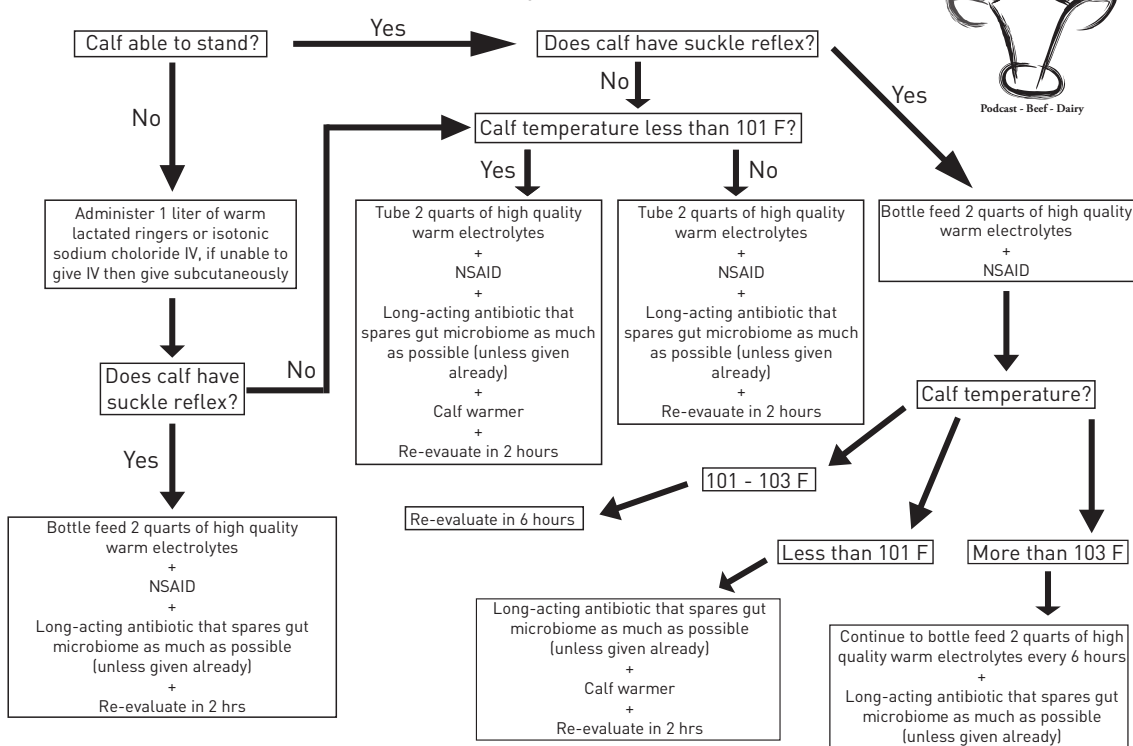 Calf able to stand?
Yes
Does calf have suckle reflex?
No
Yes
Podcast - Beef - Dairy
No
Calf temperature less than 101 F?
Yes
No
Administer 1 liter of warm
lactated ringers or isotonic
sodium choloride IV, if unable to
give IV then give subcutaneously
Tube 2 quarts of high quality
warm electrolytes
+
NSAID
+
Long-acting antibiotic that
spares gut microbiome as much
as possible (unless given
already)
+
Calf warmer
+
Re-evauate in 2 hours
Tube 2 quarts of high quality
warm electrolytes
+
NSAID
+
Long-acting antibiotic that
spares gut microbiome as much
as possible (unless given
already)
+
Re-evauate in 2 hours
Bottle feed 2 quarts of high quality
warm electrolytes
+
NSAID
Does calf have
suckle reflex?
No
Yes
Calf temperature?
101 - 103 F
Re-evaluate in 6 hours
Less than 101 F
More than 103 F
Bottle feed 2 quarts of high quality
warm electrolytes
+
NSAID
+
Long-acting antibiotic that spares gut
microbiome as much as possible
(unless given already)
+
Re-evaluate in 2 hrs
Long-acting antibiotic that spares gut
microbiome as much as possible
(unless given already)
+
Calf warmer
+
Re-evaluate in 2 hrs
Continue to bottle feed 2 quarts of high
quality warm electrolytes every 6 hours
+
Long-acting antibiotic that spares gut
microbiome as much as possible
(unless given already)